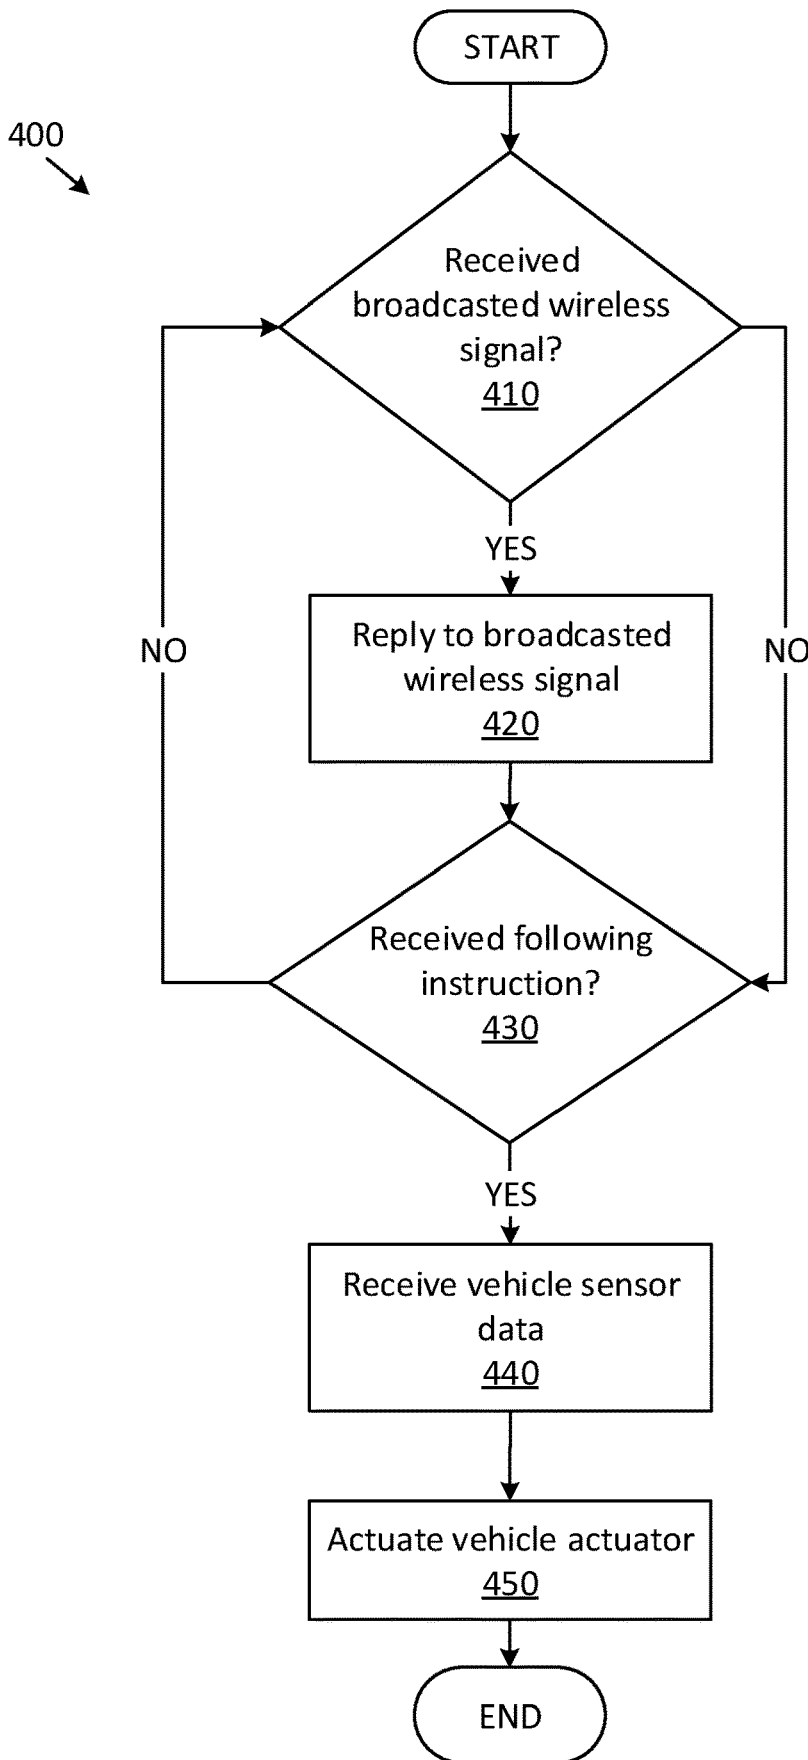 START
400
Received
broadcasted wireless
signal?
410
YES
Reply to broadcasted
wireless signal
420
NO
NO
Received following
instruction?
430
YES
Receive vehicle sensor
data
440
Actuate vehicle actuator
450
END